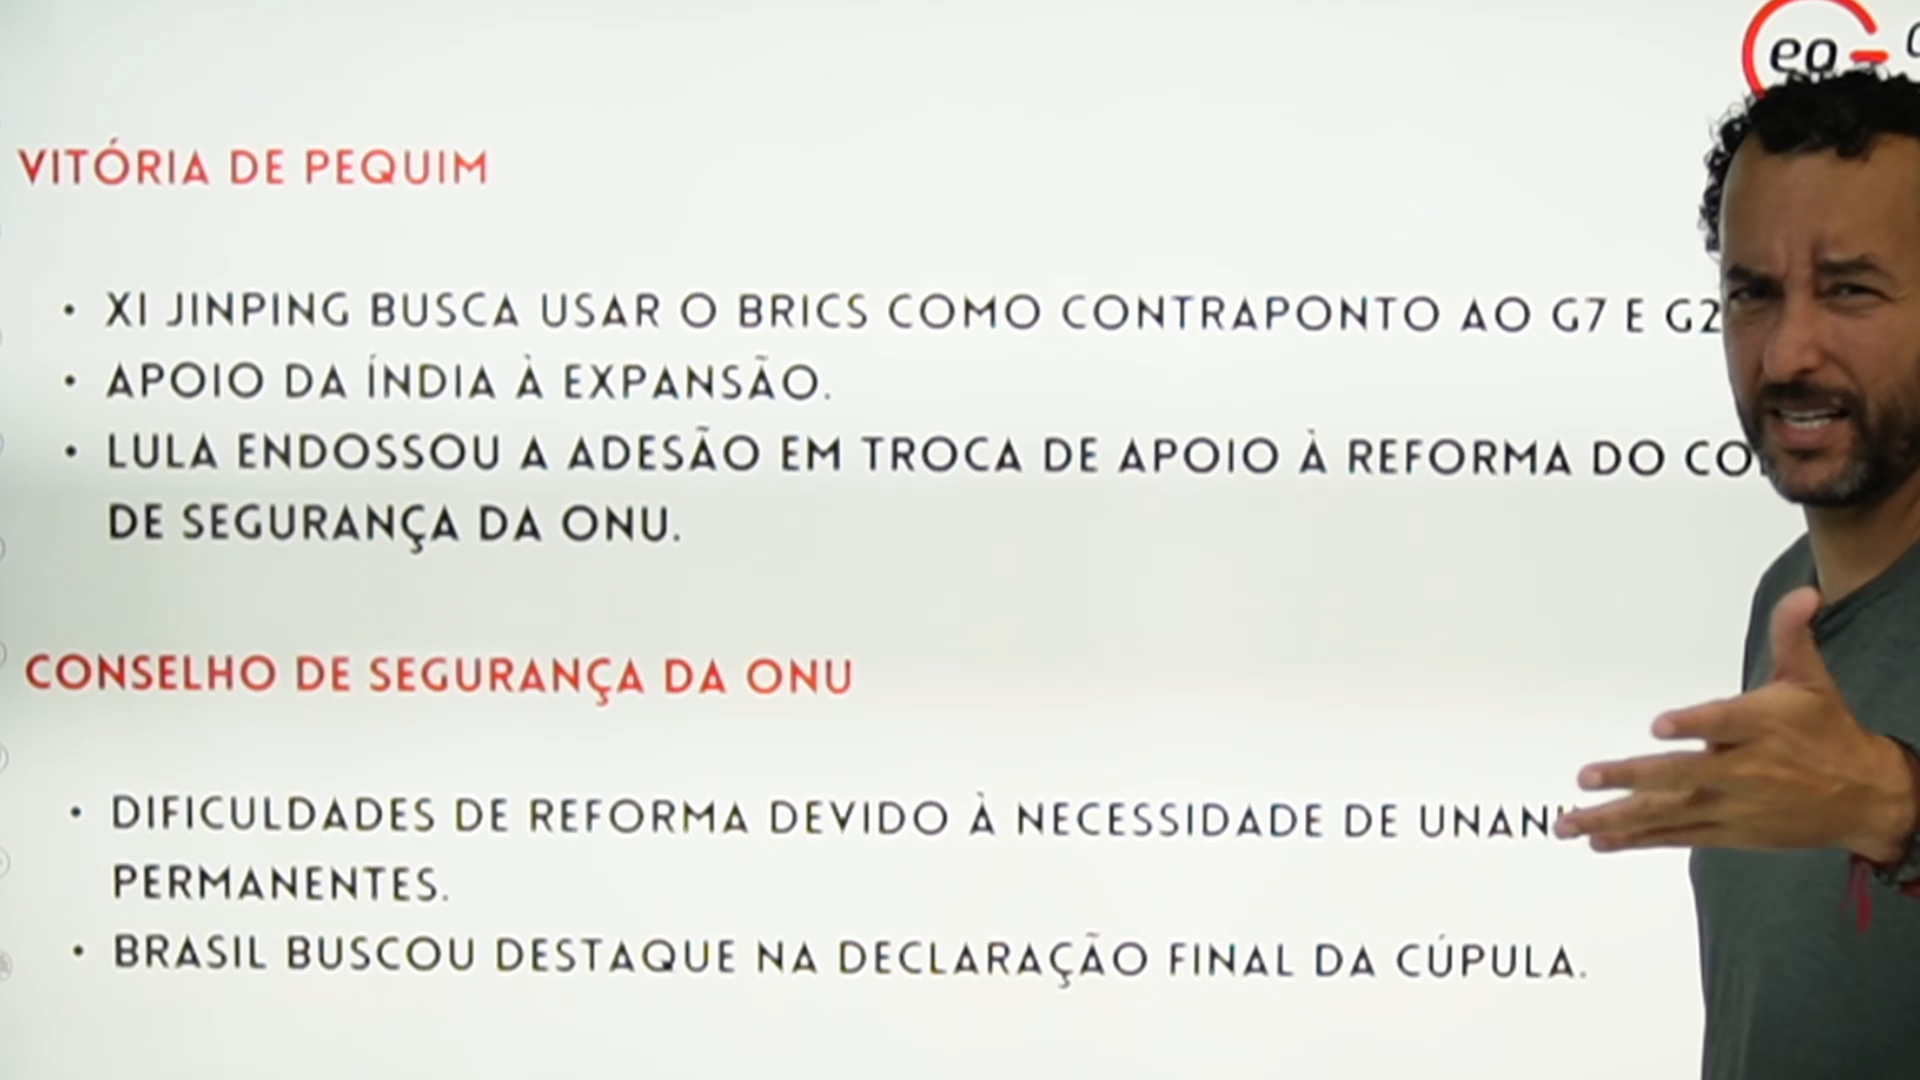 eo
VITÓRIA DE PEQUIM
• XI JINPING BUSCA USAR O BRICS COMO CONTRAPONTO AO G7 E
• APOIO DA ÍNDIA À EXPANSÃO.
• LULA ENDOSSOU A ADESÃO EM TROCA DE APOIO À REFORMA DO
DE SEGURANÇA DA ONU.
CONSELHO DE SEGURANÇA DA ONU
• DIFICULDADES DE REFORMA DEVIDO À NECESSIDADE DE
PERMANENTES.
• BRASIL BUSCOU DESTAQUE NA DECLARAÇÃO FINAL DA CÚPULA.